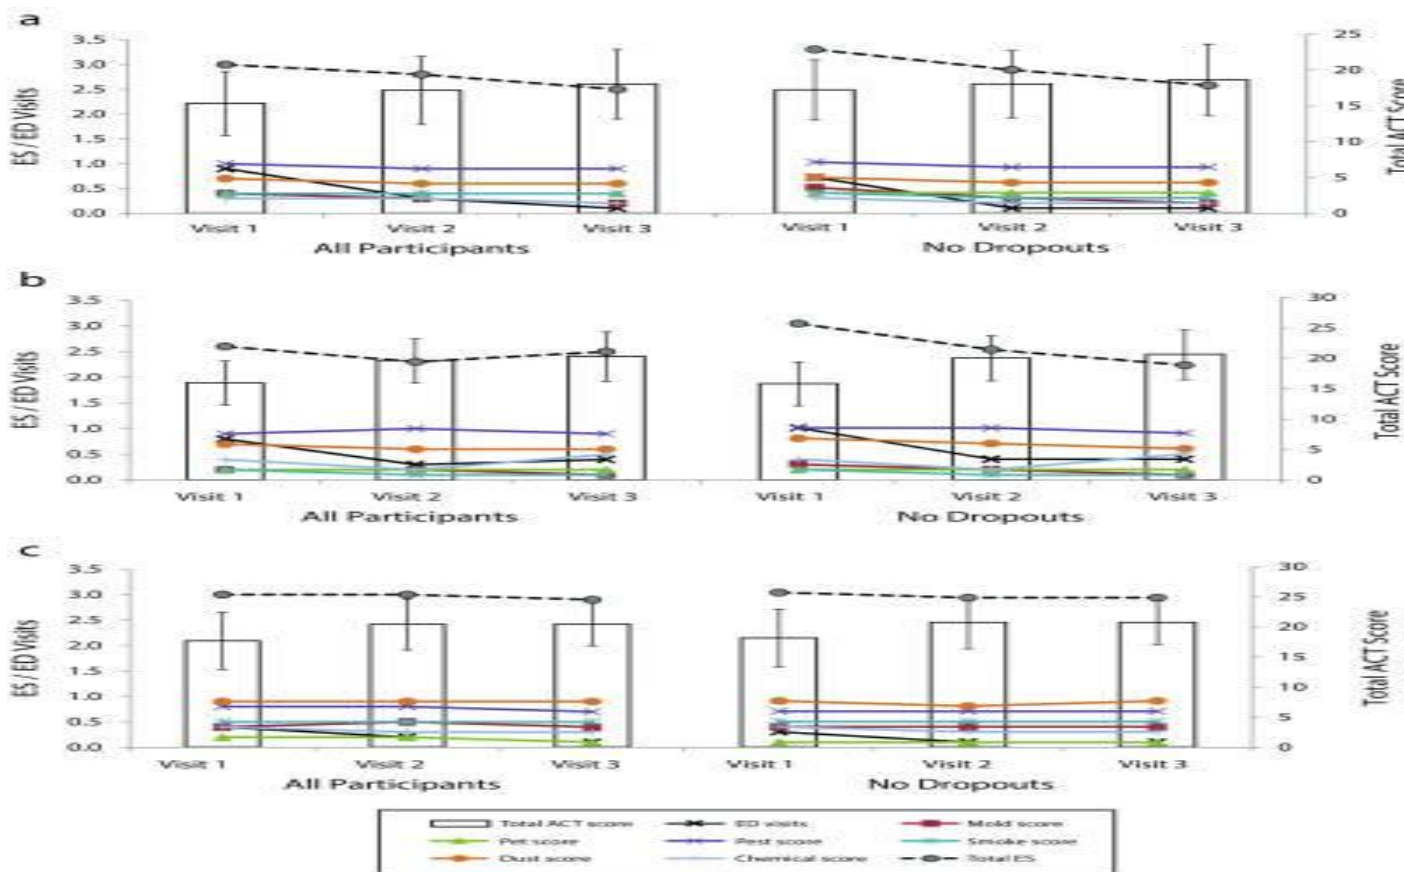 a
3.5
3.0
2.5
2.0
1.5
1.0
0.5
0.0
ES / ED Visits
25
20
15
10
5
0
Total ACT Score
Visit 1 Visit 2 Visit 3 Visit 1 Visit 2 Visit 3
All Participants No Dropouts
b
3.5
3.0
2.5
2.0
1.5
1.0
0.5
0.0
ES / ED Visits
30
25
20
15
10
5
0
Total ACT Score
Visit 1 Visit 2 Visit 3 Visit 1 Visit 2 Visit 3
All Participants No Dropouts
c
3.5
3.0
2.5
2.0
1.5
1.0
0.5
0.0
ES / ED Visits
30
25
20
15
10
5
0
Total ACT Score
Visit 1 Visit 2 Visit 3 Visit 1 Visit 2 Visit 3
All Participants No Dropouts
Total ACT score ED visits Mold score
Pet score Pest score Smoke score
Dust score Chemical score Total ES